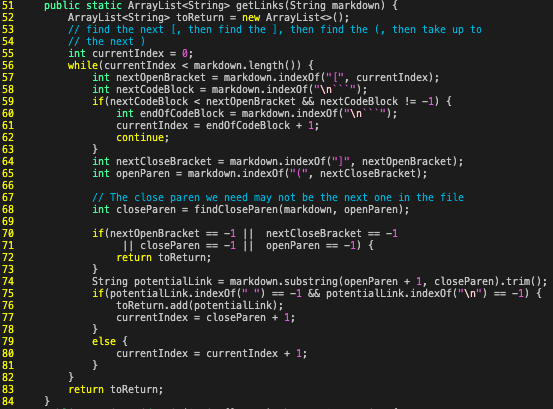 51     public static ArrayList<String> getLinks(String markdown) {
52         ArrayList<String> toReturn = new ArrayList<>();
53         // find the next [, then find the ], then find the (, then take up to
54         // the next )
55         int currentIndex = 0;
56         while(currentIndex < markdown.length()) {
57             int nextOpenBracket = markdown.indexOf("[", currentIndex);
58             int nextCodeBlock = markdown.indexOf("\n```");
59             if(nextCodeBlock < nextOpenBracket && nextCodeBlock != -1) {
60                 int endOfCodeBlock = markdown.indexOf("\n```");
61                 currentIndex = endOfCodeBlock + 1;
62                 continue;
63             }
64             int nextCloseBracket = markdown.indexOf("]", nextOpenBracket);
65             int openParen = markdown.indexOf("(", nextCloseBracket);
66
67             // The close paren we need may not be the next one in the file
68             int closeParen = findCloseParen(markdown, openParen);
69
70             if(nextOpenBracket == -1 ||  nextCloseBracket == -1
71                  || closeParen == -1 ||  openParen == -1) {
72                 return toReturn;
73             }
74             String potentialLink = markdown.substring(openParen + 1, closeParen).trim();
75             if(potentialLink.indexOf(" ") == -1 && potentialLink.indexOf("\n") == -1) {
76                 toReturn.add(potentialLink);
77                 currentIndex = closeParen + 1;
78             }
79             else {
80                 currentIndex = currentIndex + 1;
81             }
82         }
83         return toReturn;
84     }